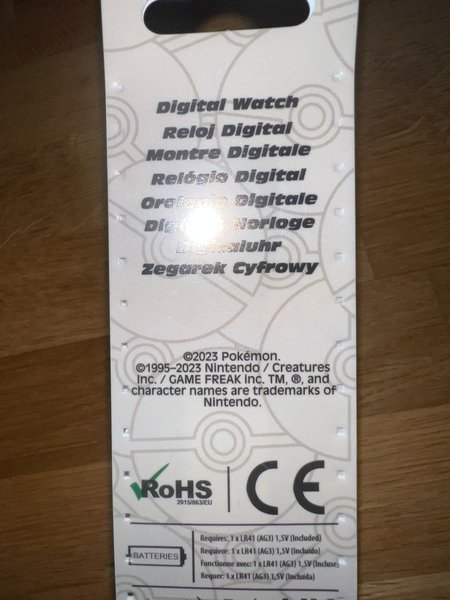 Digital Watch
Reloj Digital
Montre Digitale
Relógio Digital
Orologio Digitale
Horloge
Zegarek Cyfrowy
©2023 Pokémon.
©1995–2023 Nintendo / Creatures
Inc. / GAME FREAK inc. TM, ®, and
character names are trademarks of
Nintendo.
RoHS
2015/863/EU
CE
BATTERIES
Requires: 1 x LR41 (AG3) 1,5V (Included)
Requiere: 1 x LR41 (AG3) 1,5V (Incluido)
Fonctionne avec: 1 x LR41 (AG3) 1,5V (Incluse)
Requer: 1 x LR41 (AG3) 1,5V (Incluida)